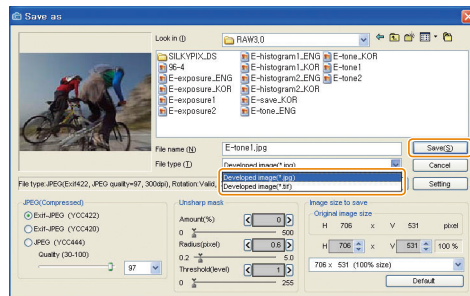 Save as
Look in (I)
RAW3.0
SILKYPIX_DS
96-4
E-exposure_ENG
E-exposure_KOR
E-exposure1
E-exposure2
E-histogram1_ENG
E-histogram1_KOR
E-histogram2_ENG
E-histogram2_KOR
E-save_KOR
E-tone_ENG
E-tone_KOR
E-tone1
E-tone2
File name (N)
E-tone1.jpg
Save(S)
File type (T)
Developed image(*.jpg)
Cancel
Developed image(*.jpg)
Developed image(*.tif)
File type:JPEG(Exif422, JPEG quality=97, 300dpi), Rotation:Valid,
Setting
JPEG(Compressed)
Exif-JPEG (YCC422)
Exif-JPEG (YCC420)
JPEG (YCC444)
Quality (30-100)
97
Unsharp mask
Amount(%)
0
0 500
Radius(pixel)
0.6
0.2 5.0
Threshold(level)
1
0 255
Image size to save
Original image size
H 706 x V 531 pixel
H 706 x V 531 100 %
706 x 531 (100% size)
Default